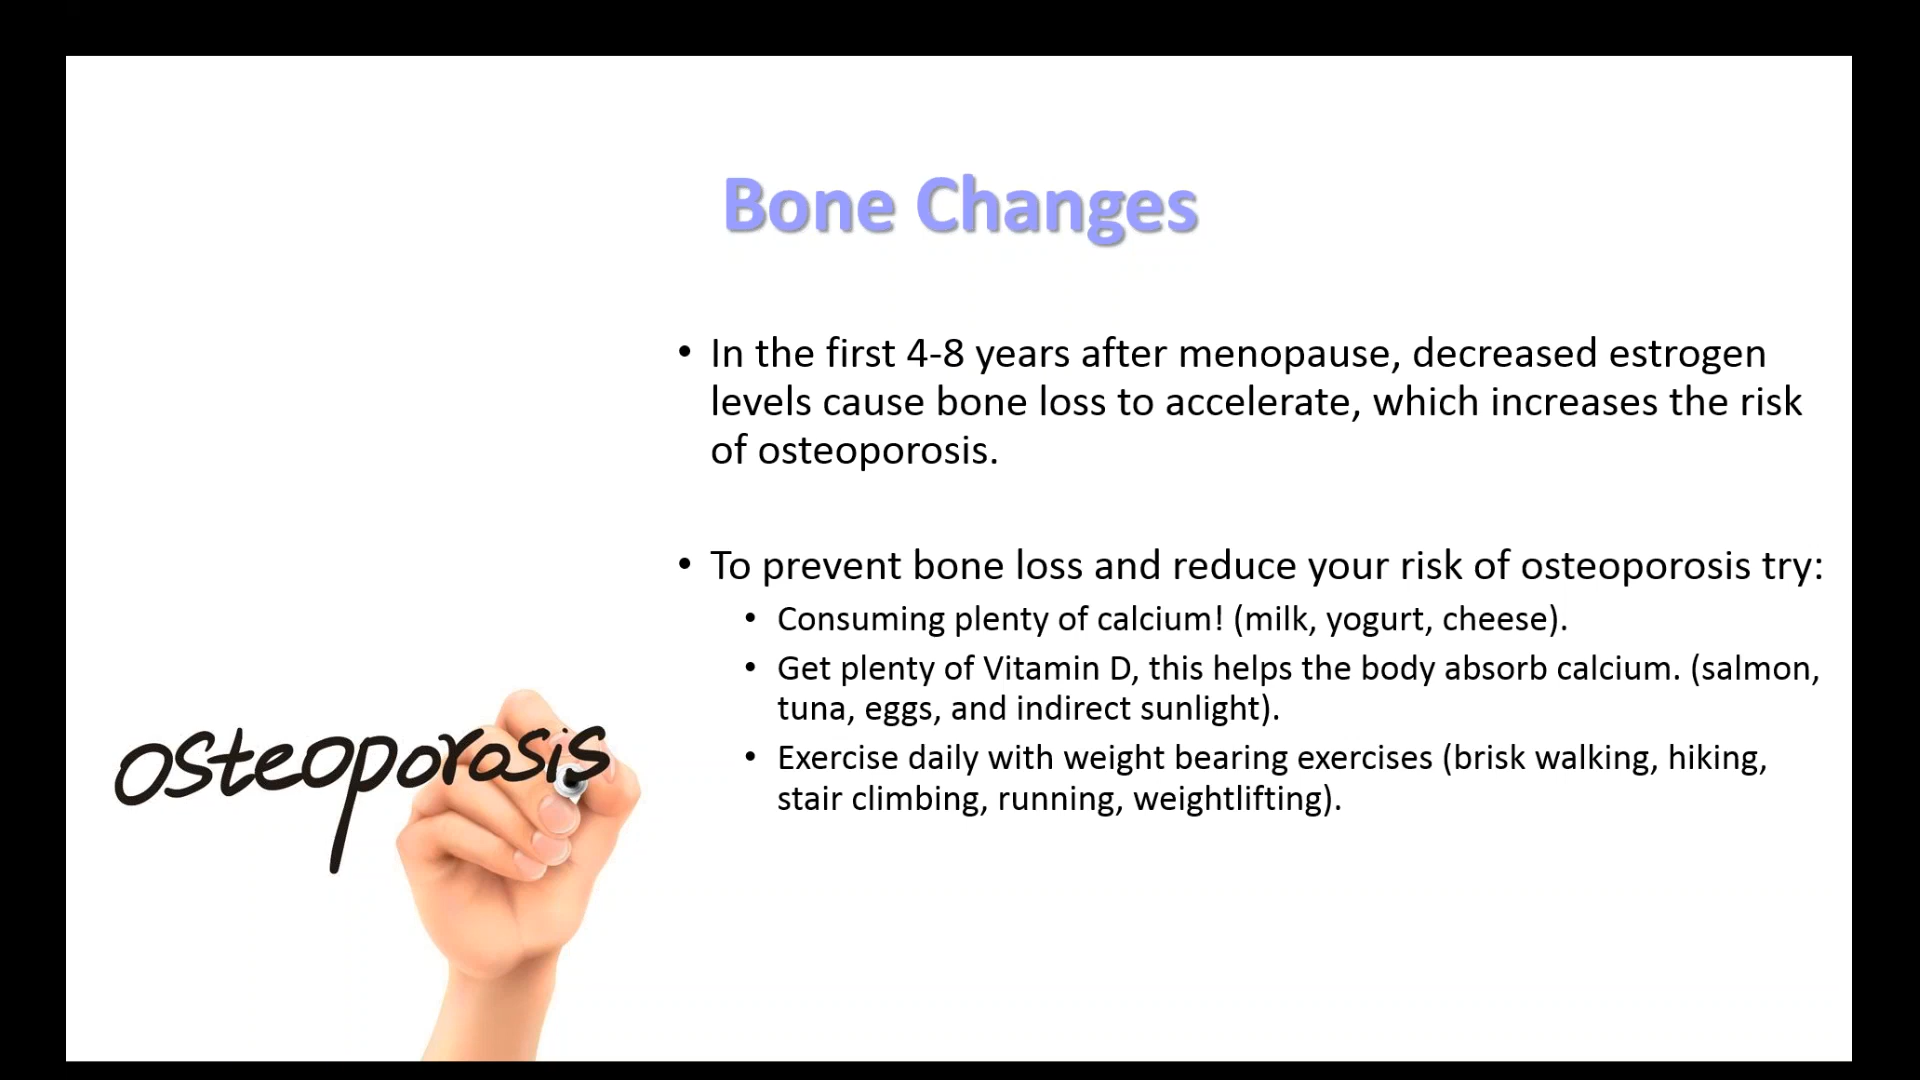 Bone Changes
• In the first 4-8 years after menopause, decreased estrogen
levels cause bone loss to accelerate, which increases the risk
of osteoporosis.
• To prevent bone loss and reduce your risk of osteoporosis try:
• Consuming plenty of calcium! (milk, yogurt, cheese).
• Get plenty of Vitamin D, this helps the body absorb calcium. (salmon,
tuna, eggs, and indirect sunlight).
• Exercise daily with weight bearing exercises (brisk walking, hiking,
stair climbing, running, weightlifting).
osteoporosis